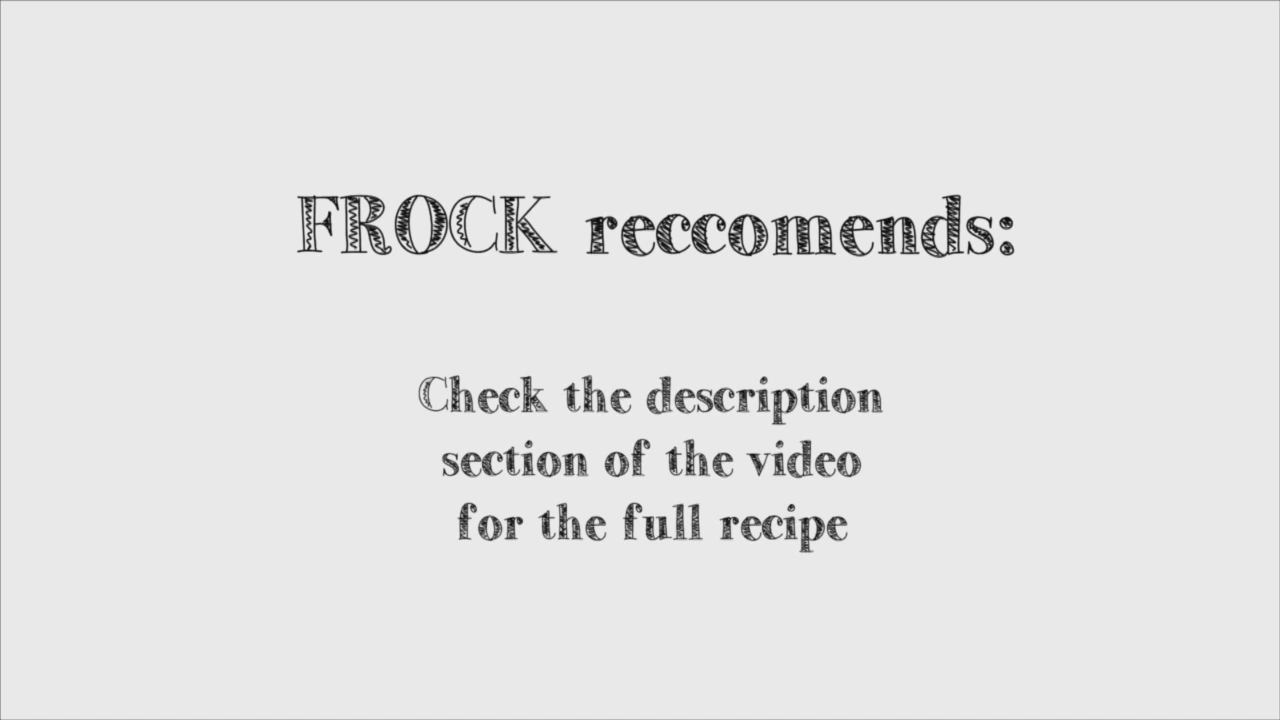 FROCK reccomends:
Check the description
section of the video
for the full recipe